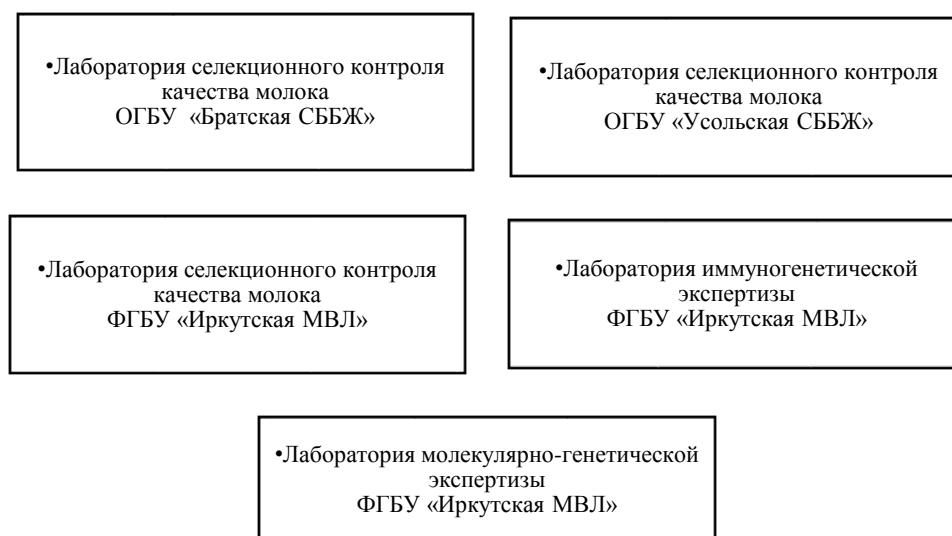 •Лаборатория селекционного контроля
качества молока
ОГБУ «Братская СББЖ»
•Лаборатория селекционного контроля
качества молока
ОГБУ «Усольская СББЖ»
•Лаборатория селекционного контроля
качества молока
ФГБУ «Иркутская МВЛ»
•Лаборатория иммуногенетической
экспертизы
ФГБУ «Иркутская МВЛ»
•Лаборатория молекулярно-генетической
экспертизы
ФГБУ «Иркутская МВЛ»